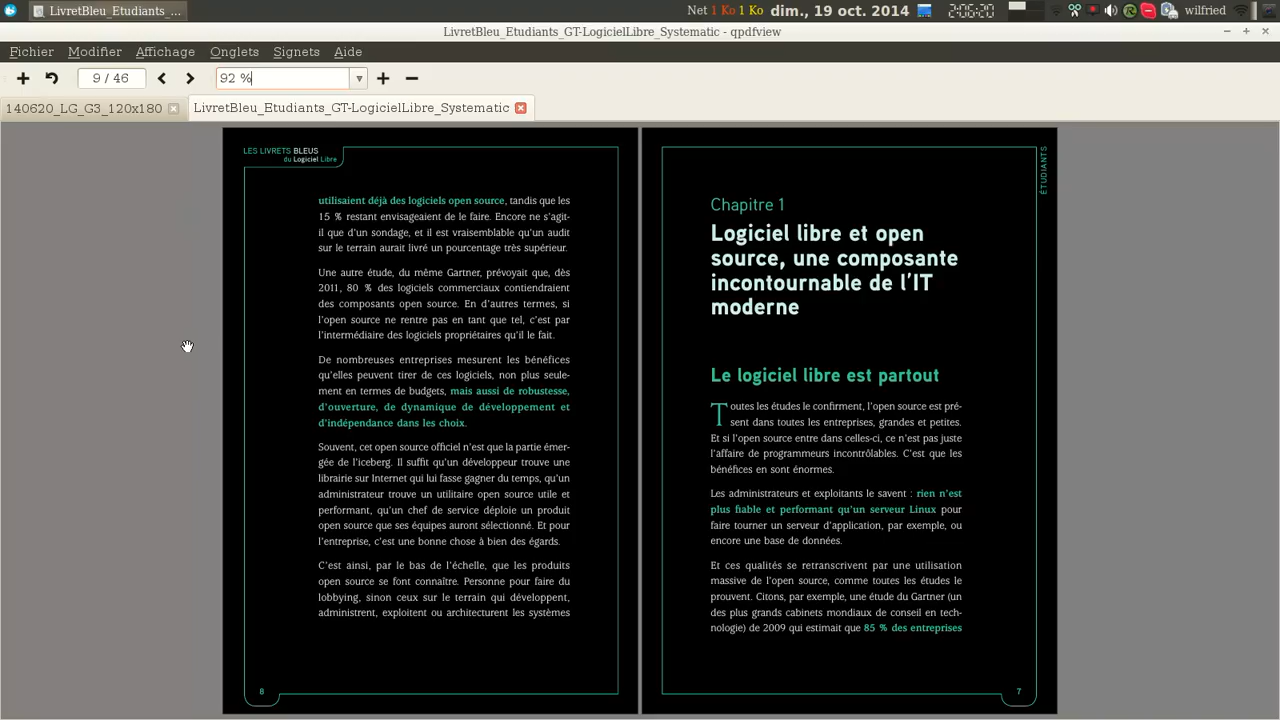 LivretBleu_Etudiants_GT-...
Net 1 Ko 1 Ko
dim., 19 oct. 2014
wilfried
LivretBleu_Etudiants_GT-LogicielLibre_Systematic - qpdfview
Fichier Modifier Affichage Onglets Signets Aide
9 / 46
92 %
140620_LG_G3_120x180
LivretBleu_Etudiants_GT-LogicielLibre_Systematic
LES LIVRETS BLEUS
du Logiciel Libre
utilisaient déjà des logiciels open source, tandis que les
15 % restant envisageaient de le faire. Encore ne s'agit-
il que d'un sondage, et il est vraisemblable qu'un audit
sur le terrain aurait livré un pourcentage très supérieur.
Une autre étude, du même Gartner, prévoyait que, dès
2011, 80 % des logiciels commerciaux contiendraient
des composants open source. En d'autres termes, si
l'open source ne rentre pas en tant que tel, c'est par
l'intermédiaire des logiciels propriétaires qu'il le fait.
De nombreuses entreprises mesurent les bénéfices
qu'elles peuvent tirer de ces logiciels, non plus seule-
ment en termes de budgets, mais aussi de robustesse,
d'ouverture, de dynamique de développement et
d'indépendance dans les choix.
Souvent, cet open source officiel n'est que la partie émer-
gée de l'iceberg. Il suffit qu'un développeur trouve une
librairie sur Internet qui lui fasse gagner du temps, qu'un
administrateur trouve un utilitaire open source utile et
performant, qu'un chef de service déploie un produit
open source que ses équipes auront sélectionné. Et pour
l'entreprise, c'est une bonne chose à bien des égards.
C'est ainsi, par le bas de l'échelle, que les produits
open source se font connaître. Personne pour faire du
lobbying, sinon ceux sur le terrain qui développent,
administrent, exploitent ou architecturent les systèmes
8
ÉTUDIANTS
Chapitre 1
Logiciel libre et open
source, une composante
incontournable de l'IT
moderne
Le logiciel libre est partout
Toutes les études le confirment, l'open source est pré-
sent dans toutes les entreprises, grandes et petites.
Et si l'open source entre dans celles-ci, ce n'est pas juste
l'affaire de programmeurs incontrôlables. C'est que les
bénéfices en sont énormes.
Les administrateurs et exploitants le savent : rien n'est
plus fiable et performant qu'un serveur Linux pour
faire tourner un serveur d'application, par exemple, ou
encore une base de données.
Et ces qualités se retranscrivent par une utilisation
massive de l'open source, comme toutes les études le
prouvent. Citons, par exemple, une étude du Gartner (un
des plus grands cabinets mondiaux de conseil en tech-
nologie) de 2009 qui estimait que 85 % des entreprises
7